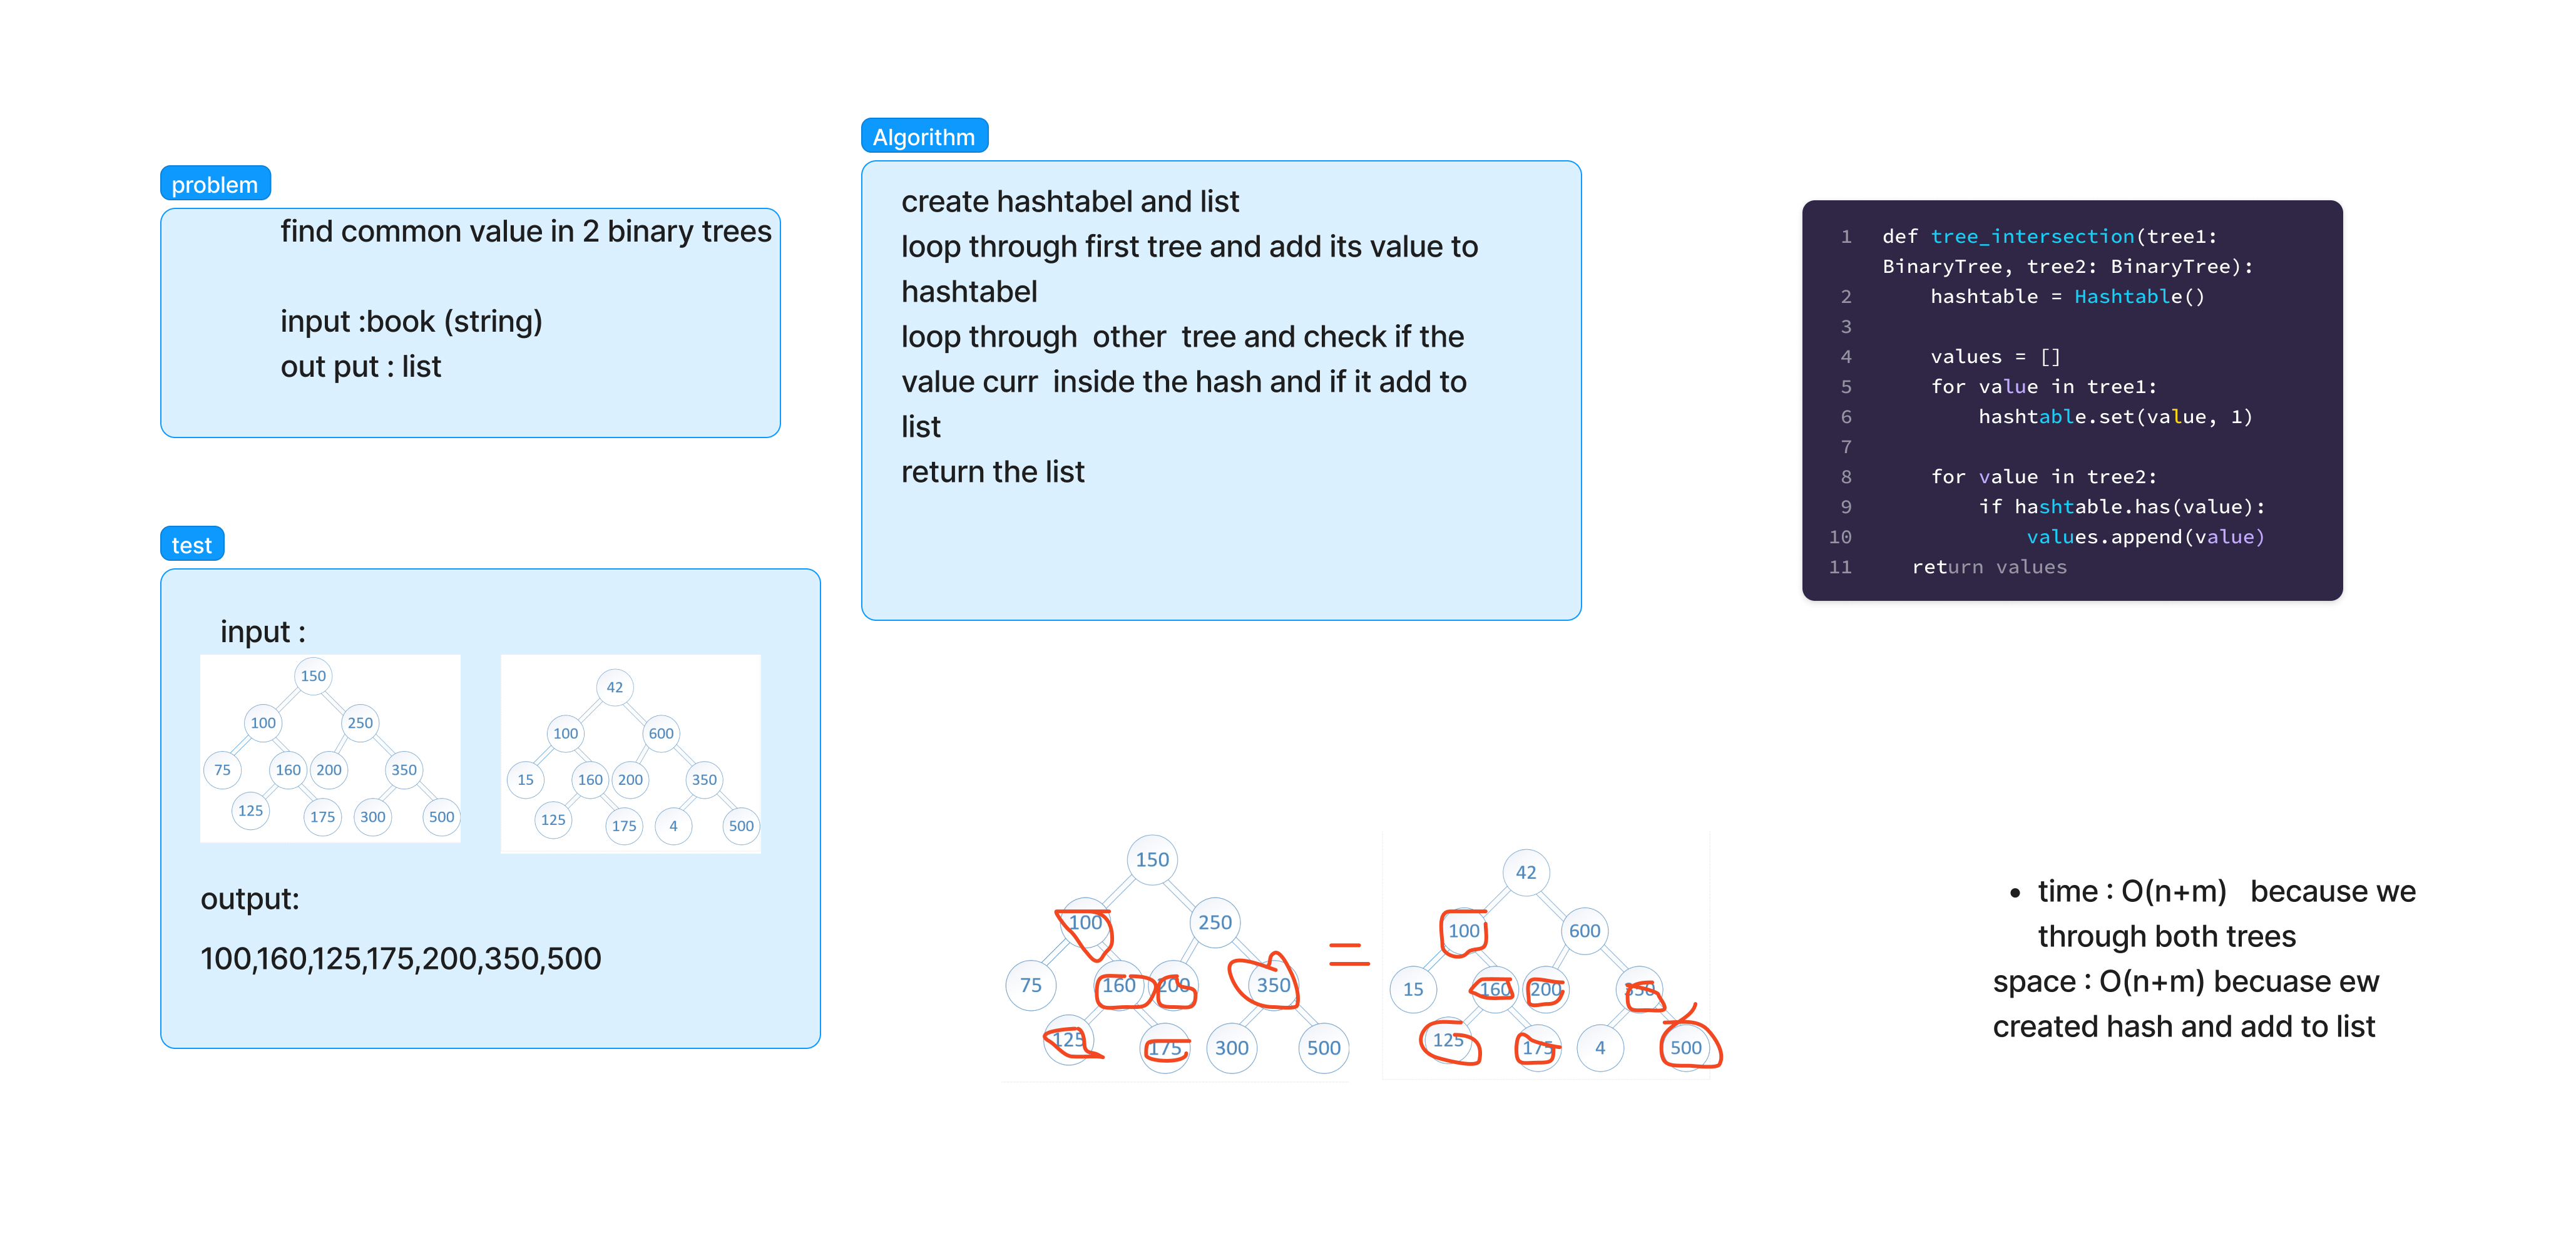 problem
find common value in 2 binary trees
input :book (string)
out put : list
Algorithm
create hashtabel and list
loop through first tree and add its value to
hashtabel
loop through  other  tree and check if the
value curr  inside the hash and if it add to
list
return the list
1 def tree_intersection(tree1:
BinaryTree, tree2: BinaryTree):
2 hashtable = Hashtable()
3
4 values = []
5 for value in tree1:
6 hashtable.set(value, 1)
7
8 for value in tree2:
9 if hashtable.has(value):
10 values.append(value)
11 return values
test
input :
150
100 250
75 160 200 350
125 175 300 500
42
100 600
15 160 200 350
125 175 4 500
output:
100,160,125,175,200,350,500
150
100 250
75 160 200 350
125 175 300 500
=
42
100 600
15 160 200 350
125 175 4 500
• time : O(n+m)   because we
through both trees
space : O(n+m) becuase ew
created hash and add to list